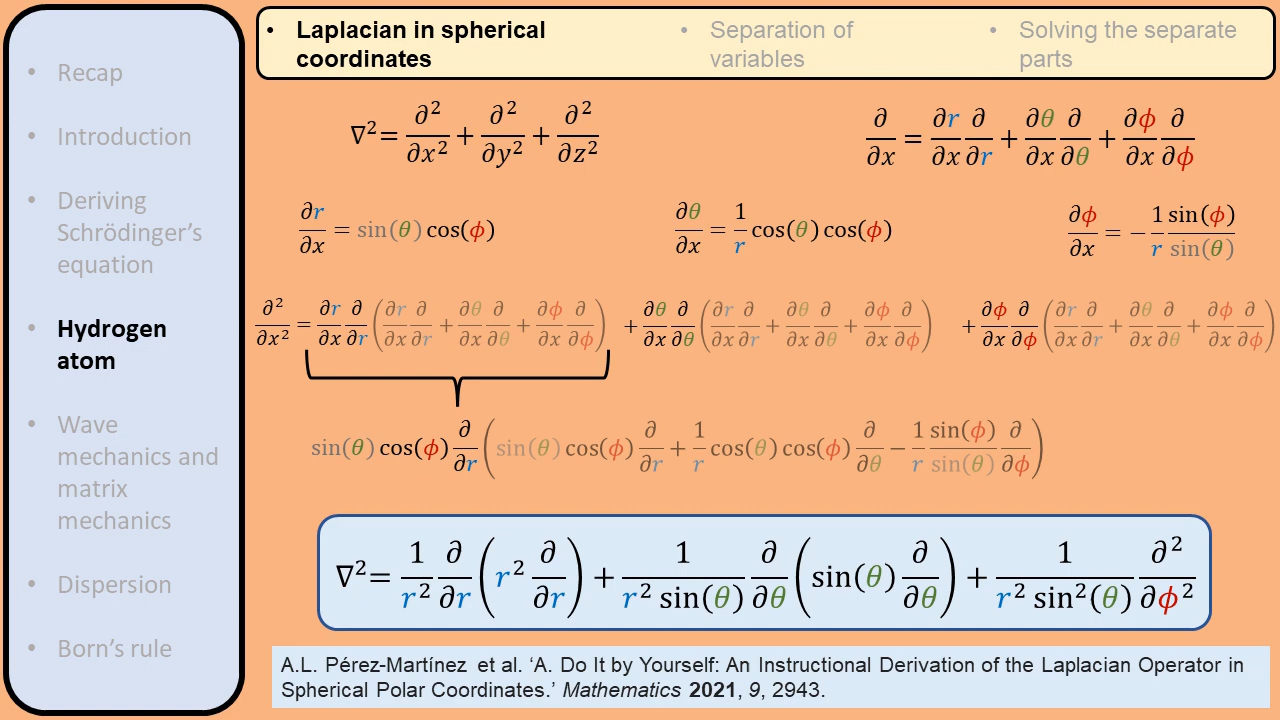 • Recap
• Introduction
• Deriving
Schrödinger's
equation
• Hydrogen
atom
• Wave
mechanics and
matrix
mechanics
• Dispersion
• Born's rule
• Laplacian in spherical
coordinates
• Separation of
variables
• Solving the separate
parts
∇²= ∂²/∂x² + ∂²/∂y² + ∂²/∂z²
∂/∂x = ∂r/∂x ∂/∂r + ∂θ/∂x ∂/∂θ + ∂ϕ/∂x ∂/∂ϕ
∂r/∂x = sin(θ) cos(ϕ)
∂θ/∂x = 1/r cos(θ) cos(ϕ)
∂ϕ/∂x = − 1/r sin(ϕ)/sin(θ)
∂²/∂x² = ∂r/∂x ∂/∂r (∂r/∂x ∂/∂r + ∂θ/∂x ∂/∂θ + ∂ϕ/∂x ∂/∂ϕ) + ∂θ/∂x ∂/∂θ (∂r/∂x ∂/∂r + ∂θ/∂x ∂/∂θ + ∂ϕ/∂x ∂/∂ϕ) + ∂ϕ/∂x ∂/∂ϕ (∂r/∂x ∂/∂r + ∂θ/∂x ∂/∂θ + ∂ϕ/∂x ∂/∂ϕ)
sin(θ) cos(ϕ) ∂/∂r (sin(θ) cos(ϕ) ∂/∂r + 1/r cos(θ) cos(ϕ) ∂/∂θ − 1/r sin(ϕ)/sin(θ) ∂/∂ϕ)
∇²= 1/r² ∂/∂r (r² ∂/∂r) + 1/(r² sin(θ)) ∂/∂θ (sin(θ) ∂/∂θ) + 1/(r² sin²(θ)) ∂²/∂ϕ²
A.L. Pérez-Martínez et al. 'A. Do It by Yourself: An Instructional Derivation of the Laplacian Operator in
Spherical Polar Coordinates.' Mathematics 2021, 9, 2943.